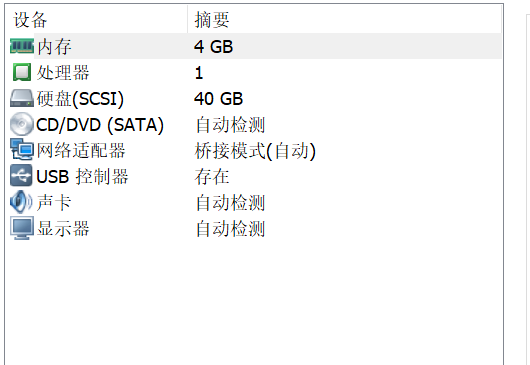 设备 摘要
内存 4 GB
处理器 1
硬盘(SCSI) 40 GB
CD/DVD (SATA) 自动检测
网络适配器 桥接模式(自动)
USB 控制器 存在
声卡 自动检测
显示器 自动检测